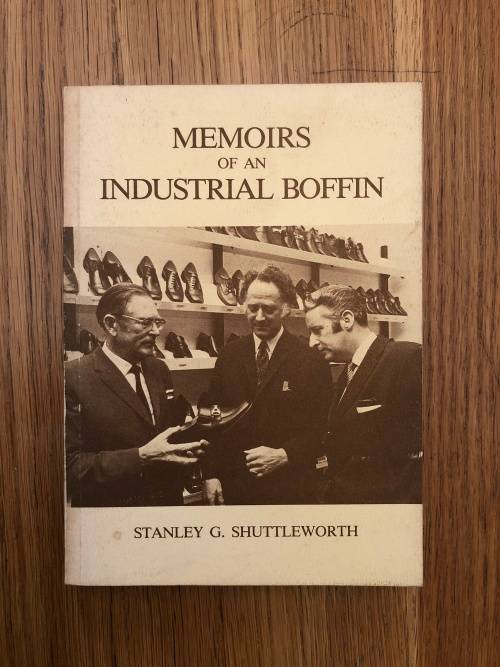 MEMOIRS
OF AN
INDUSTRIAL BOFFIN
STANLEY G. SHUTTLEWORTH